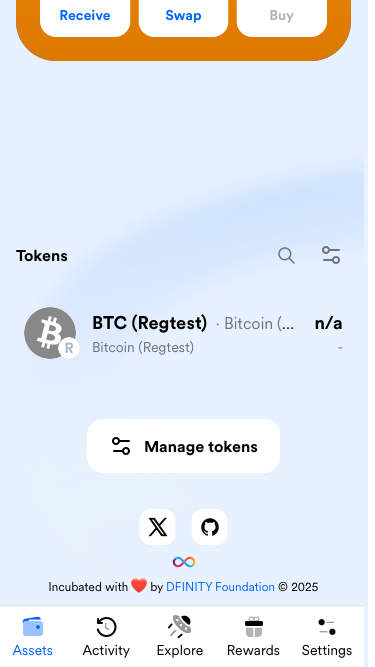 Receive Swap Buy
Tokens
BTC (Regtest) · Bitcoin (... n/a
R
Bitcoin (Regtest) -
Manage tokens
Incubated with ❤️ by DFINITY Foundation © 2025
Assets Activity Explore Rewards Settings